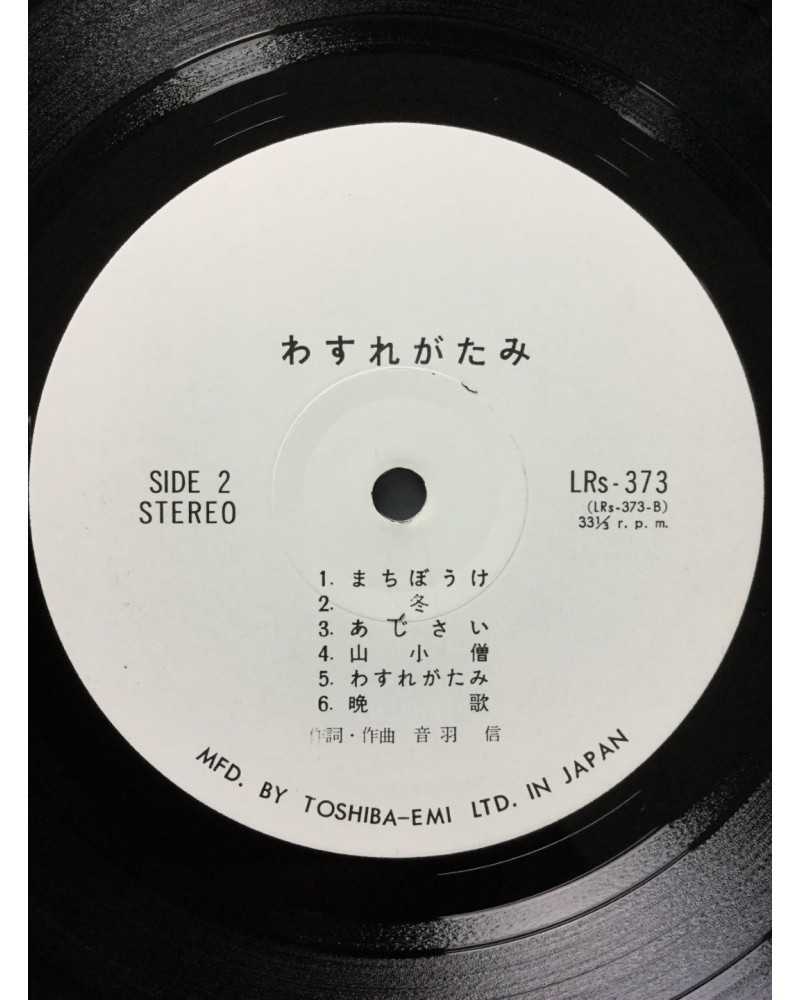 わすれがたみ
SIDE 2
STEREO
LRs-373
(LRs-373-B)
33⅓ r. p. m.
1. まちぼうけ
2. 冬
3. あじさい
4. 山小僧
5. わすれがたみ
6. 晩歌
作詞・作曲 音羽 信
MFD. BY TOSHIBA-EMI LTD. IN JAPAN